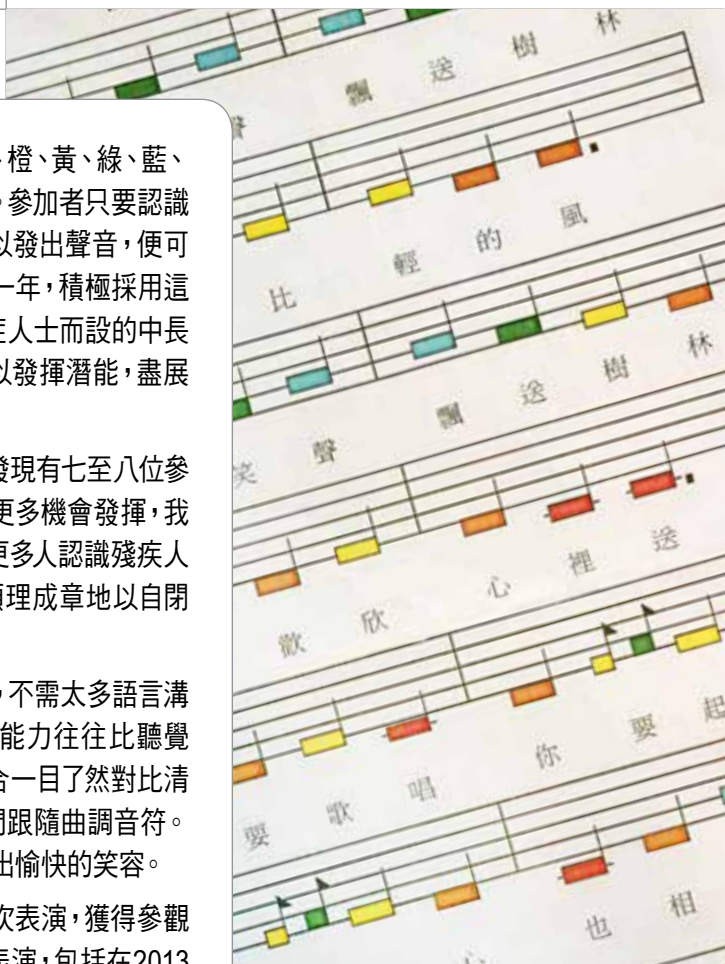 、橙、黃、綠、藍、
。參加者只要認識
以發出聲音，便可
一年，積極採用這
症人士而設的中長
以發揮潛能，盡展
發現有七至八位參
更多機會發揮，我
更多人認識殘疾人
順理成章地以自閉
，不需太多語言溝
能力往往比聽覺
合一目了然對比清
們跟隨曲調音符。
出愉快的笑容。
次表演，獲得參觀
表演，包括在2013
聲 飄 送 樹 林
比 輕 的 風
笑 聲 飄 送 樹 林
歡 欣 心 裡 送
要 歌 唱 你 要 起
心 也 相